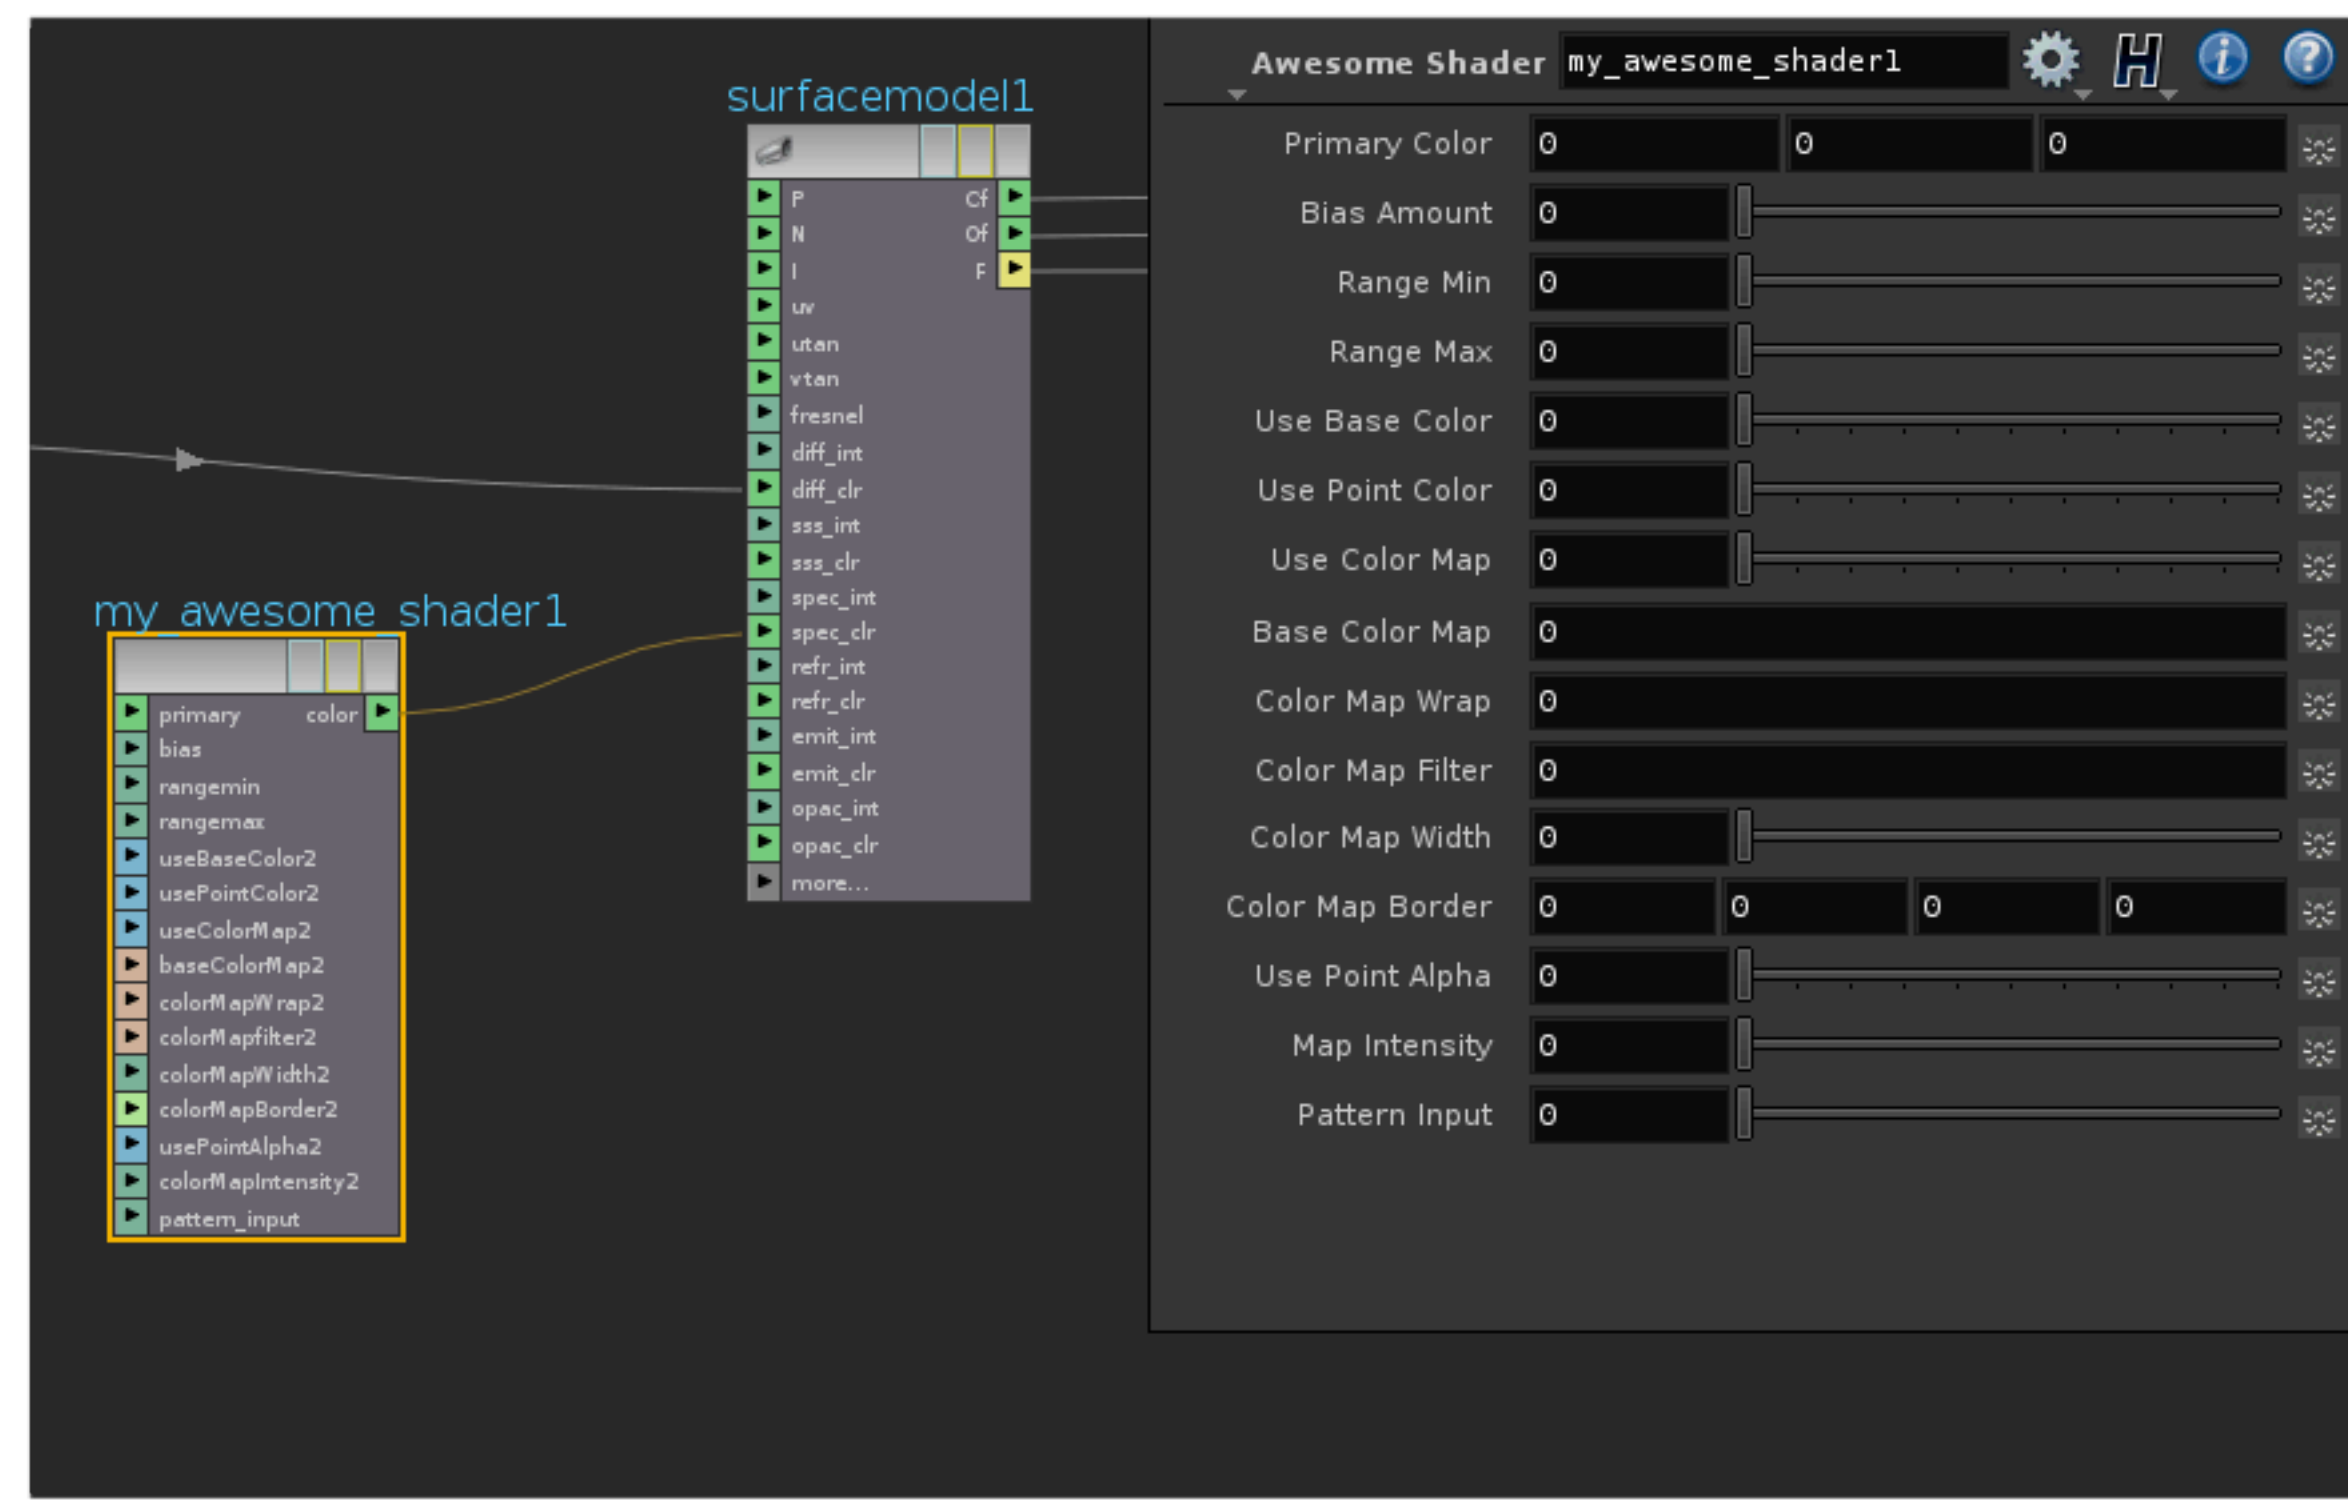 surfacemodel1
P Cf
N Of
I F
uv
utan
vtan
fresnel
diff_int
diff_clr
sss_int
sss_clr
spec_int
spec_clr
refr_int
refr_clr
emit_int
emit_clr
opac_int
opac_clr
more...
my_awesome_shader1
primary color
bias
rangemin
rangemax
useBaseColor2
usePointColor2
useColorMap2
baseColorMap2
colorMapWrap2
colorMapfilter2
colorMapWidth2
colorMapBorder2
usePointAlpha2
colorMapIntensity2
pattern_input
Awesome Shader my_awesome_shader1 H i ?
Primary Color 0 0 0
Bias Amount 0
Range Min 0
Range Max 0
Use Base Color 0
Use Point Color 0
Use Color Map 0
Base Color Map 0
Color Map Wrap 0
Color Map Filter 0
Color Map Width 0
Color Map Border 0 0 0 0
Use Point Alpha 0
Map Intensity 0
Pattern Input 0